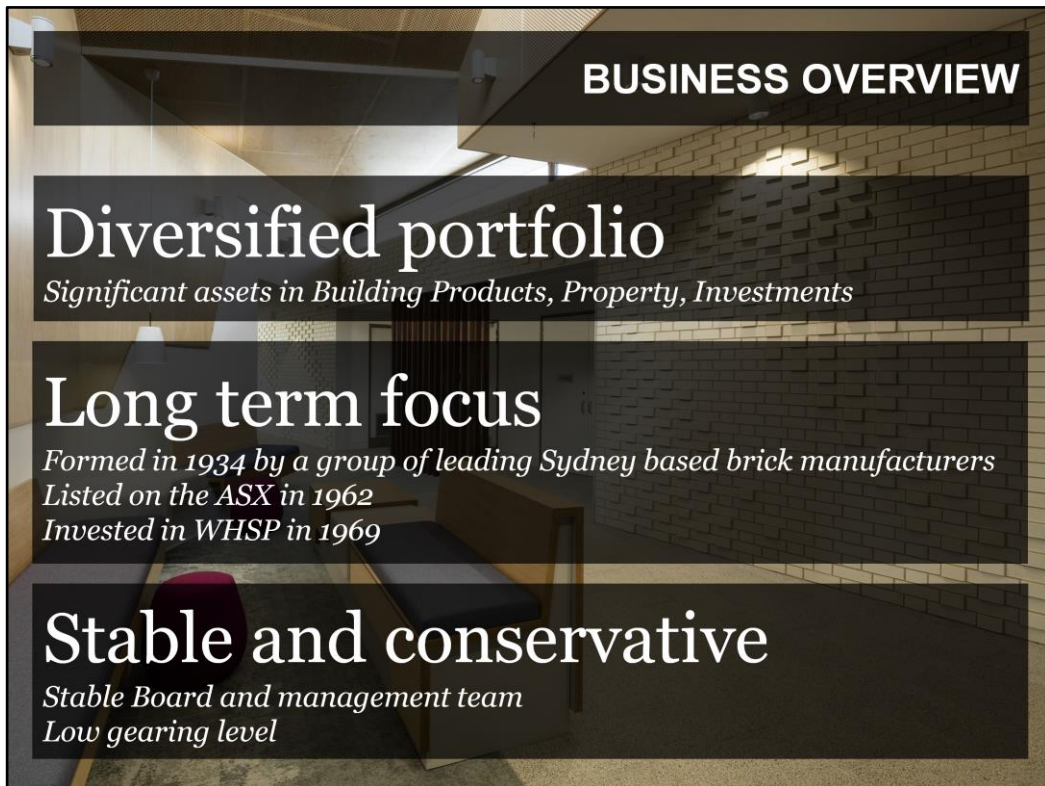 BUSINESS OVERVIEW
Diversified portfolio
Significant assets in Building Products, Property, Investments
Long term focus
Formed in 1934 by a group of leading Sydney based brick manufacturers
Listed on the ASX in 1962
Invested in WHSP in 1969
Stable and conservative
Stable Board and management team
Low gearing level